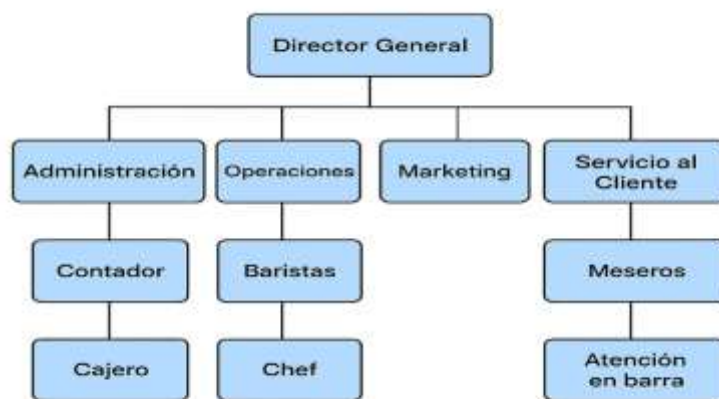 Director General
Administración
Operaciones
Marketing
Servicio al
Cliente
Contador
Baristas
Meseros
Cajero
Chef
Atención
en barra